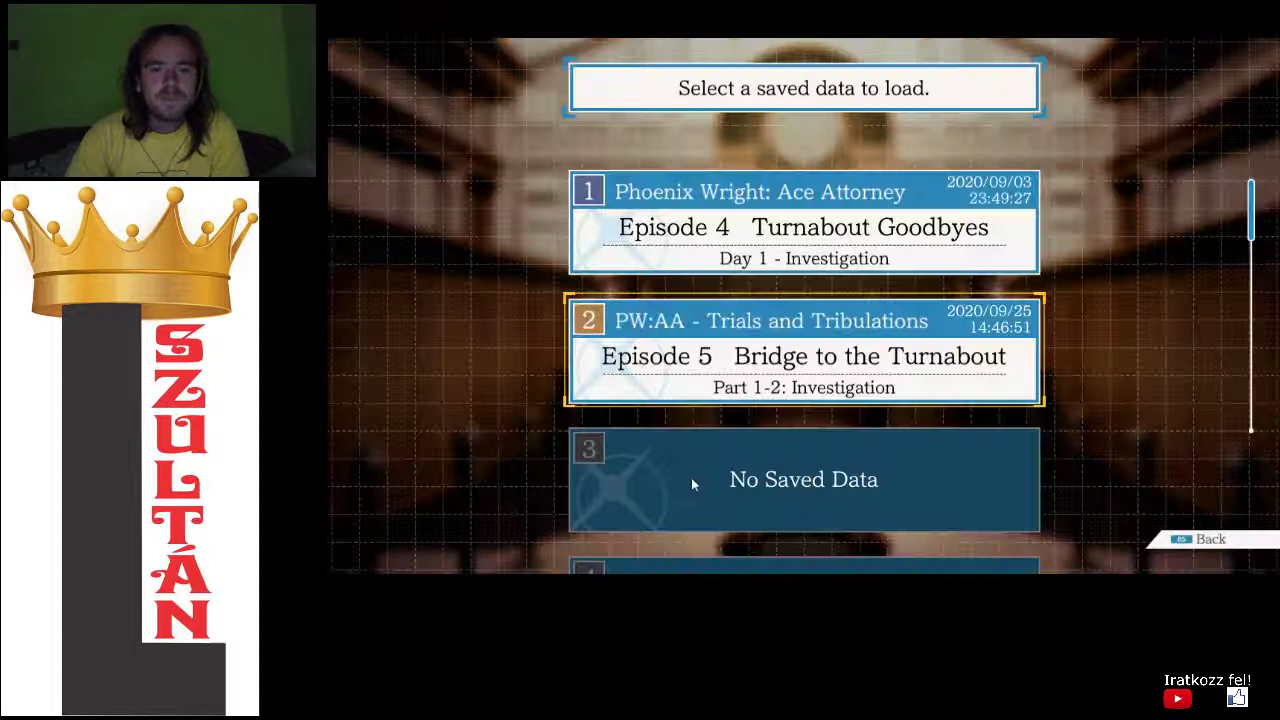 Select a saved data to load.
1 Phoenix Wright: Ace Attorney 2020/09/03
23:49:27
Episode 4 Turnabout Goodbyes
Day 1 - Investigation
2 PW:AA - Trials and Tribulations 2020/09/25
14:46:51
Episode 5 Bridge to the Turnabout
Part 1-2: Investigation
3
No Saved Data
Back
L
SZULTÁN
Iratkozz fel!